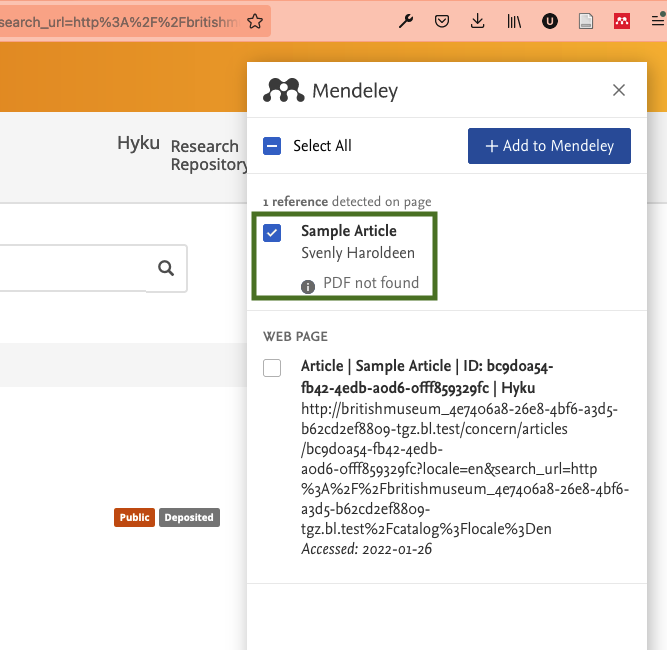 search_url=http%3A%2F%2Fbritishm
Mendeley
Select All
+ Add to Mendeley
Hyku
Research
Repository
1 reference detected on page
Sample Article
Svenly Haroldeen
PDF not found
WEB PAGE
Article | Sample Article | ID: bc9d0a54-
fb42-4edb-a0d6-0fff859329fc | Hyku
http://britishmuseum_4e7406a8-26e8-4bf6-a3d5-
b62cd2ef8809-tgz.bl.test/concern/articles
/bc9d0a54-fb42-4edb-
a0d6-0fff859329fc?locale=en&search_url=http
%3A%2F%2Fbritishmuseum_4e7406a8-26e8-4bf6-
a3d5-b62cd2ef8809-
tgz.bl.test%2Fcatalog%3Flocale%3Den
Accessed: 2022-01-26
Public
Deposited